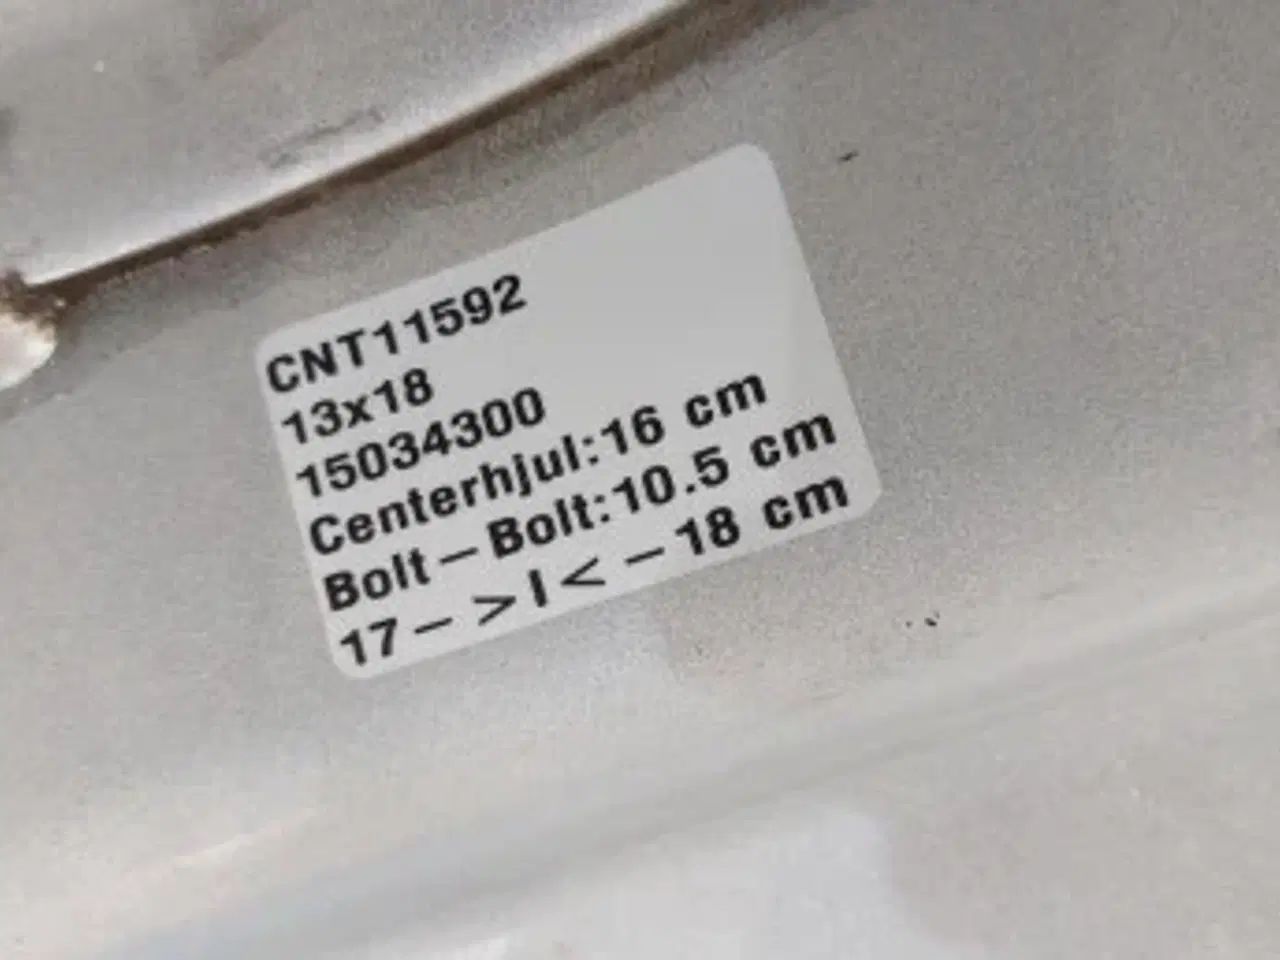 CNT11592
13x18
15034300
Centerhjul:16 cm
Bolt-Bolt:10.5 cm
17->I<-18 cm